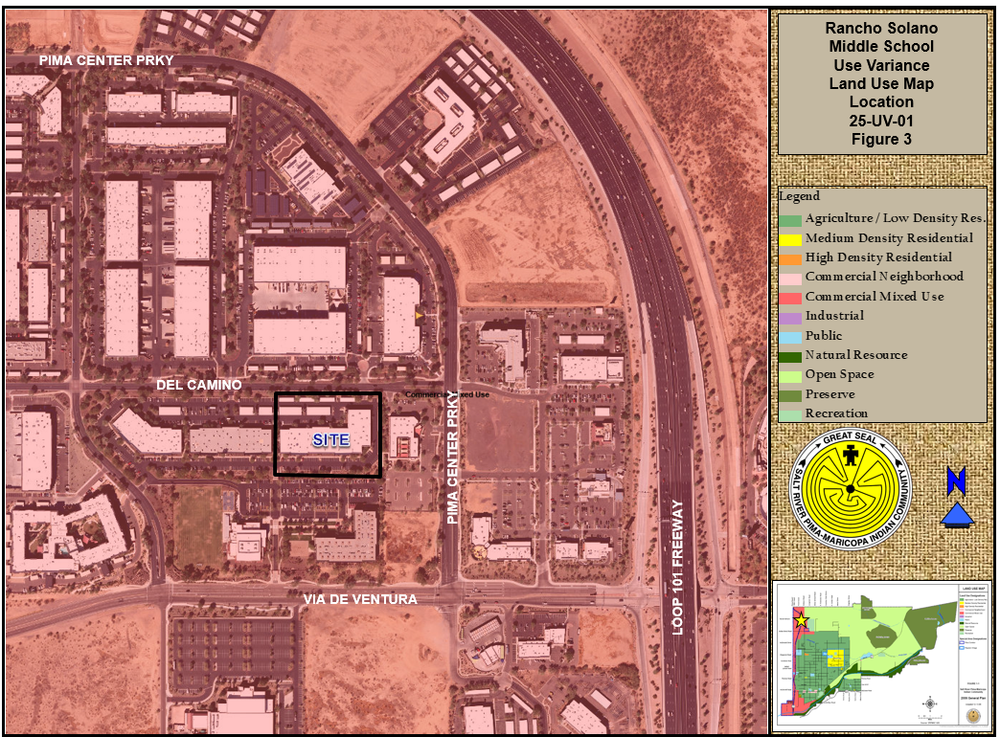 PIMA CENTER PRKY
DEL CAMINO
Commercial Mixed Use
SITE
PIMA CENTER PRKY
LOOP 101 FREEWAY
VIA DE VENTURA
Rancho Solano
Middle School
Use Variance
Land Use Map
Location
25-UV-01
Figure 3
Legend
Agriculture / Low Density Res.
Medium Density Residential
High Density Residential
Commercial Neighborhood
Commercial Mixed Use
Industrial
Public
Natural Resource
Open Space
Preserve
Recreation
GREAT SEAL
SALT RIVER PIMA-MARICOPA INDIAN COMMUNITY
N
LAND USE MAP